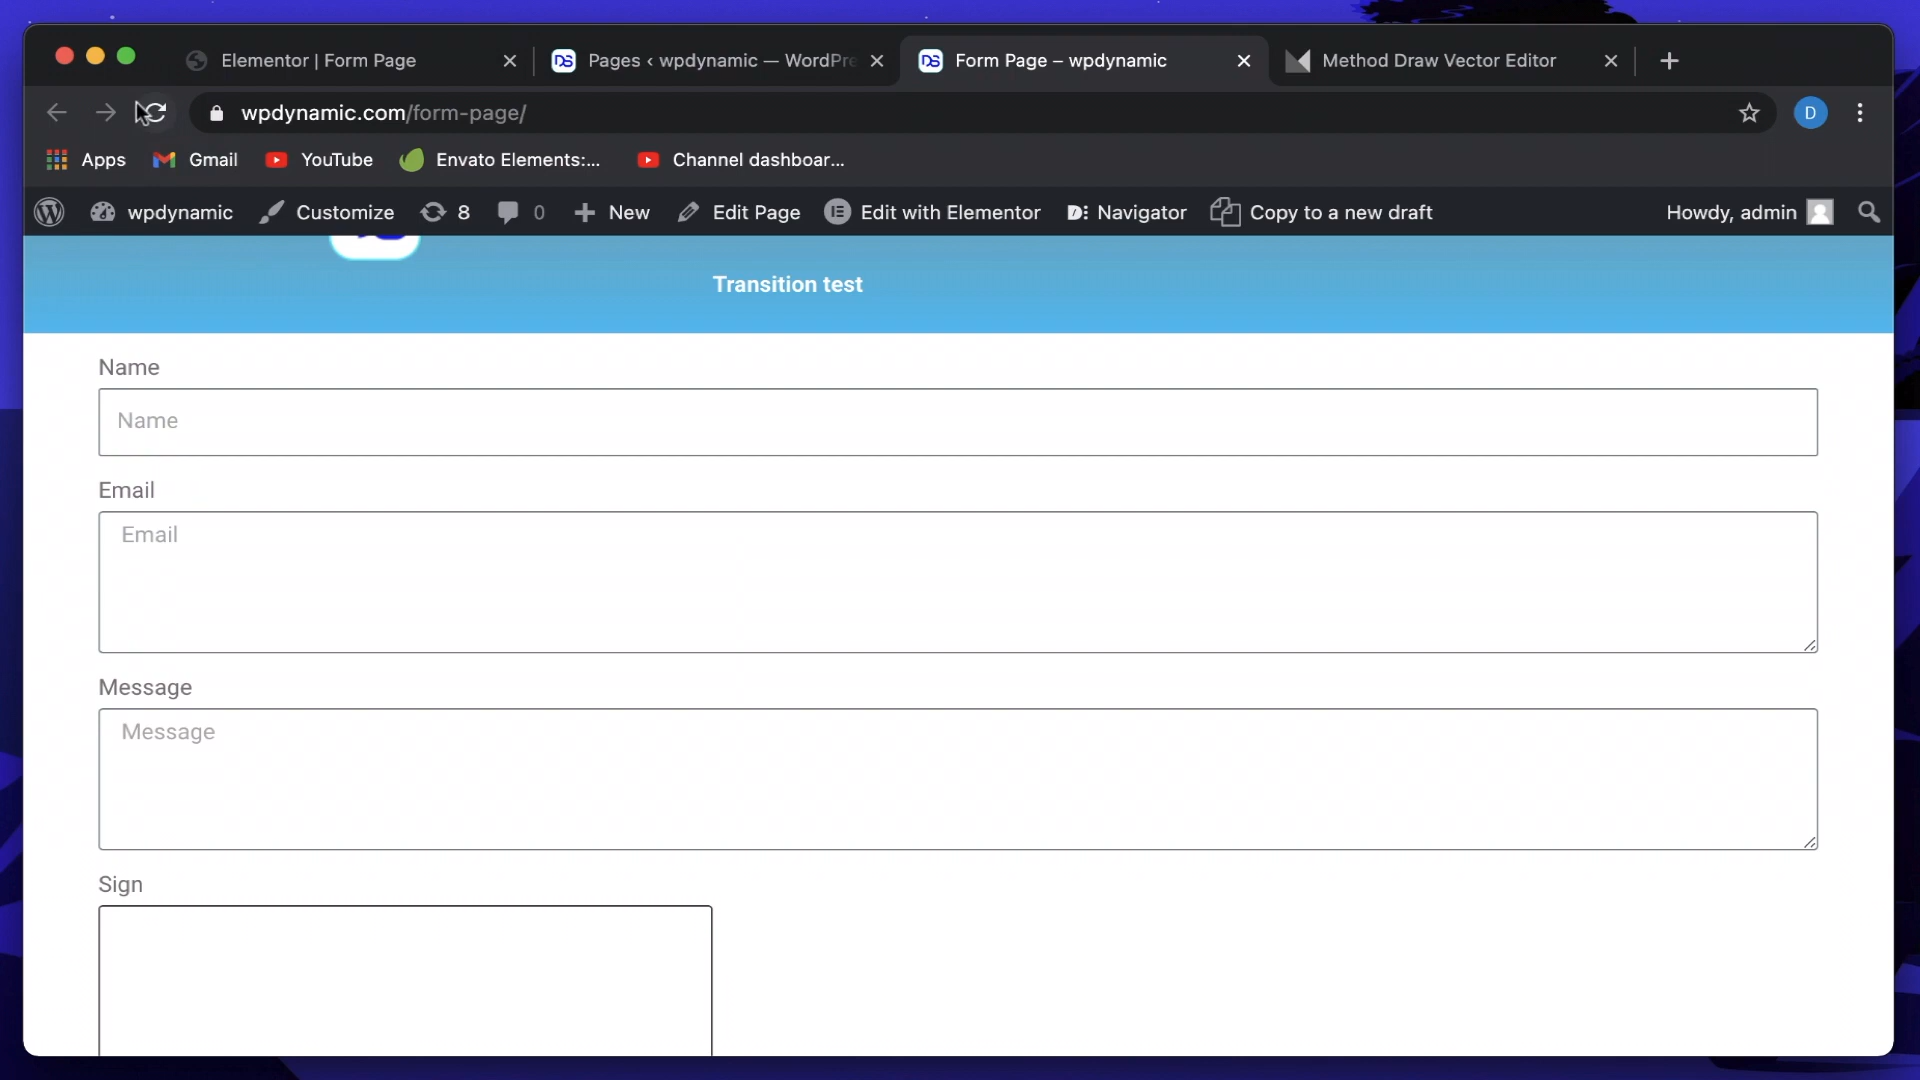 Elementor | Form Page
Pages ‹ wpdynamic — WordPre
Form Page – wpdynamic
Method Draw Vector Editor
wpdynamic.com/form-page/
D
Apps
Gmail
YouTube
Envato Elements:...
Channel dashboar...
wpdynamic
Customize
8
0
New
Edit Page
Edit with Elementor
Navigator
Copy to a new draft
Howdy, admin
Transition test
Name
Name
Email
Email
Message
Message
Sign